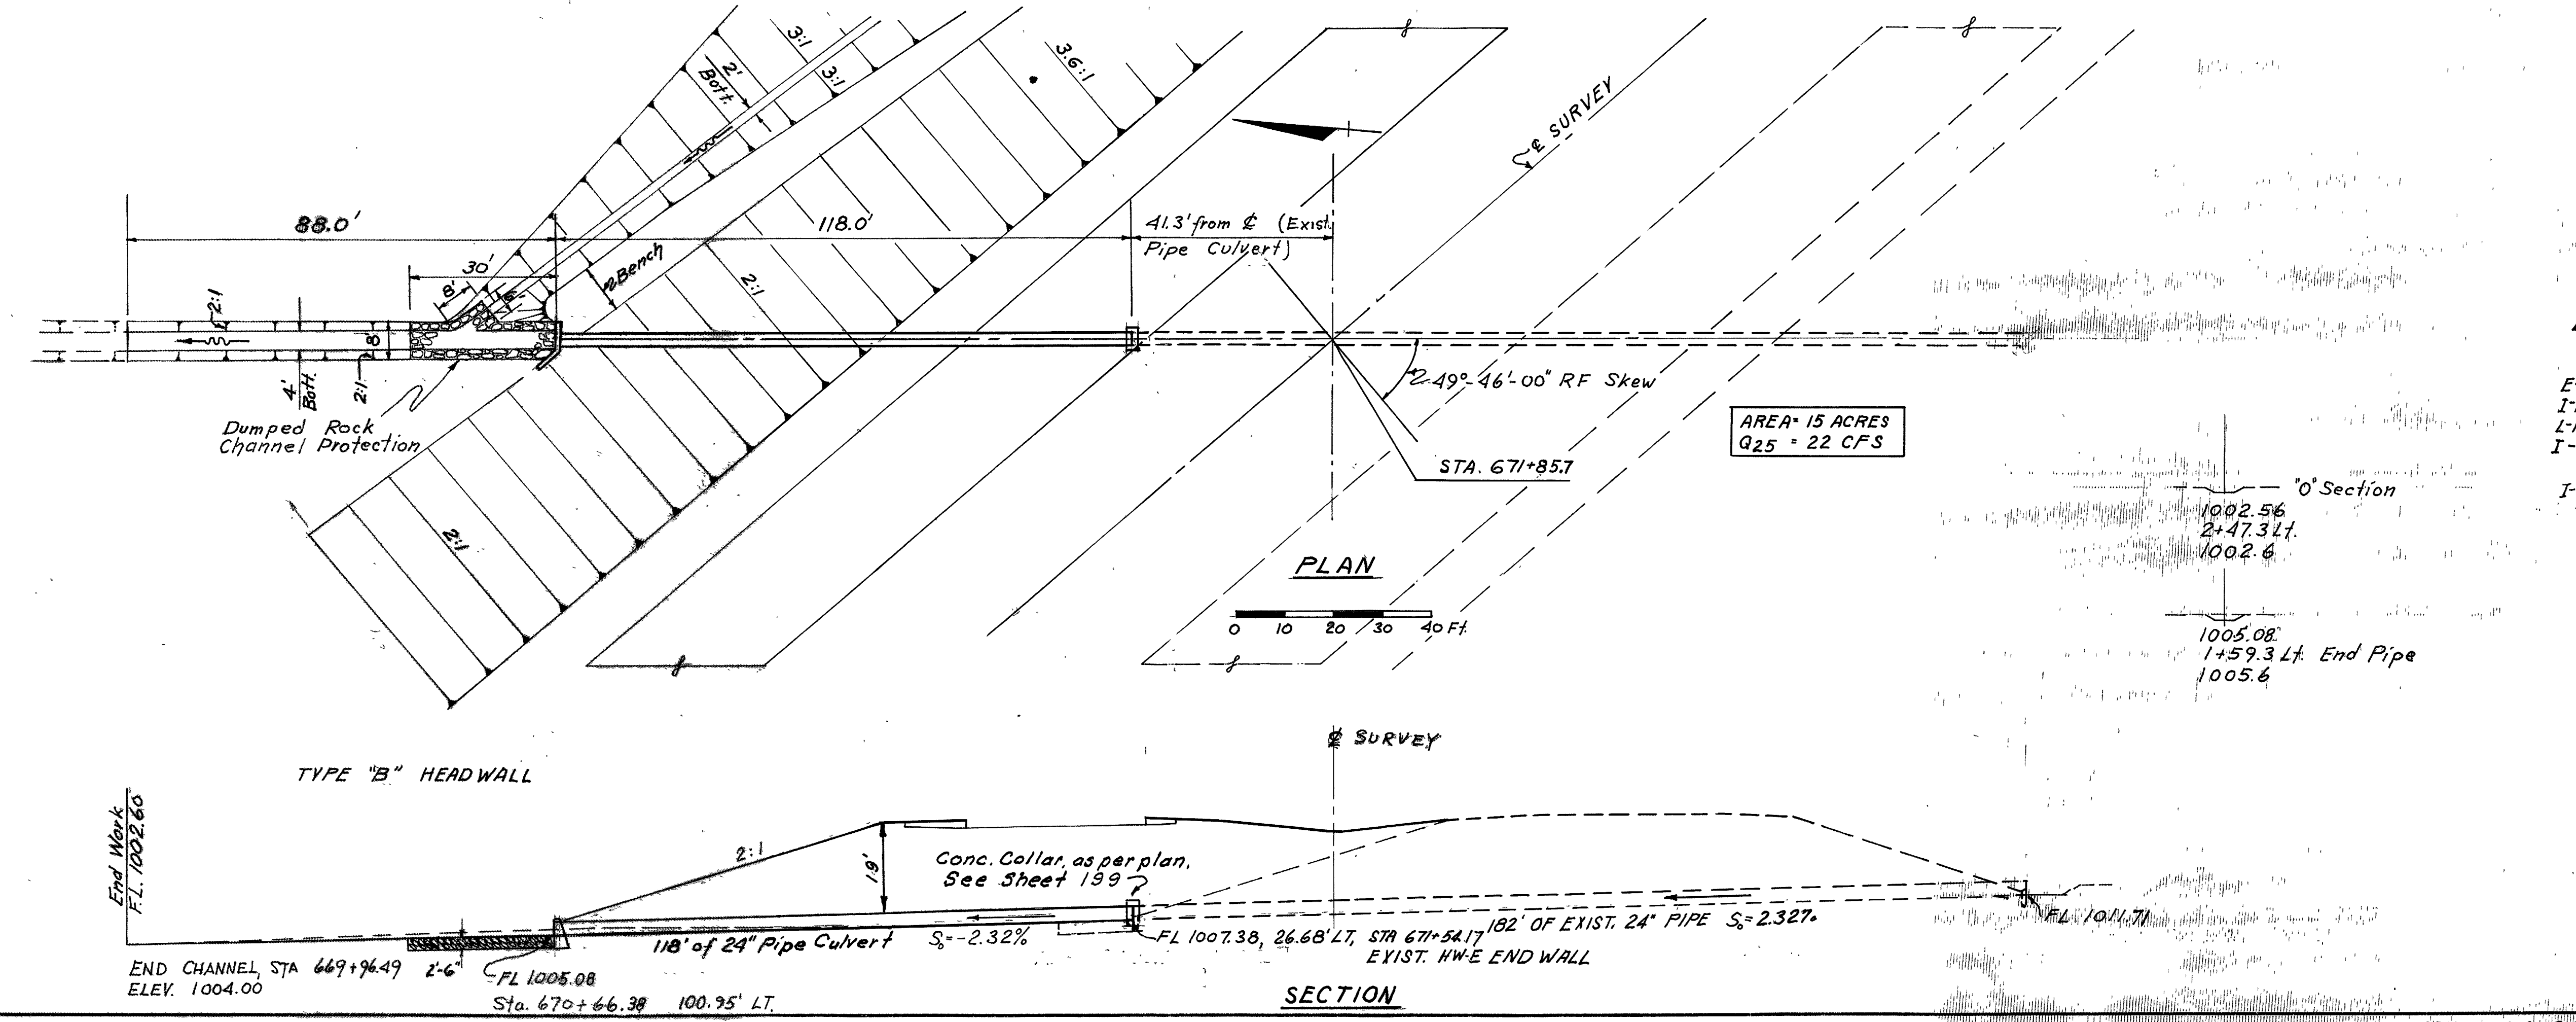 3:1
2'
Bott.
3:1
3.6:1
₵ SURVEY
88.0'
118.0'
41.3' from ₵ (Exist.
Pipe Culvert)
30'
8'
6'
Bench
2:1
2:1
8'
4'
Bott.
2:1
Dumped Rock
Channel Protection
49°-46'-00" RF Skew
STA. 671+85.7
AREA= 15 ACRES
Q25 = 22 CFS
2:1
PLAN
0 10 20 30 40 Ft.
"O" Section
1002.56
2+47.3 Lt.
1002.6
1005.08
1+59.3 Lt. End Pipe
1005.6
₵ SURVEY
TYPE "B" HEADWALL
End Work
F.L. 1002.60
2:1
Conc. Collar, as per plan,
See Sheet 199
118' of 24" Pipe Culvert
S₀=-2.32%
FL 1007.38, 26.68' LT, STA 671+54.17
EXIST. HW-E END WALL
182' OF EXIST. 24" PIPE S₀=2.32%
FL 1011.71
END CHANNEL, STA 669+96.49
ELEV. 1004.00
2'-6"
FL 1005.08
Sta. 670+66.38 100.95' LT.
SECTION